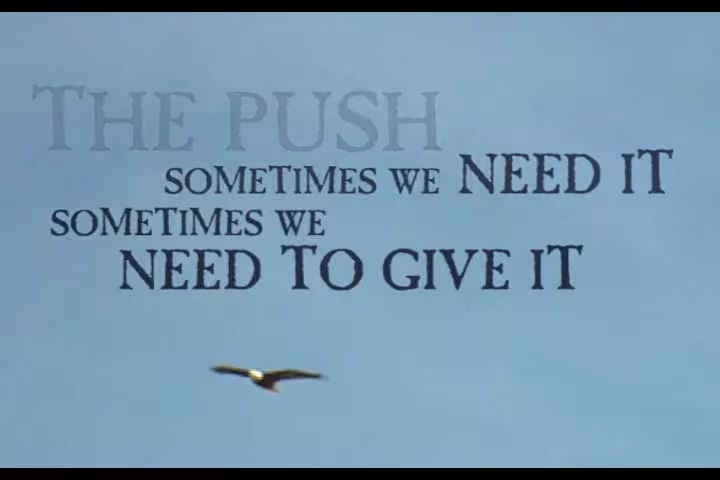 THE PUSH
SOMETIMES WE NEED IT
SOMETIMES WE
NEED TO GIVE IT